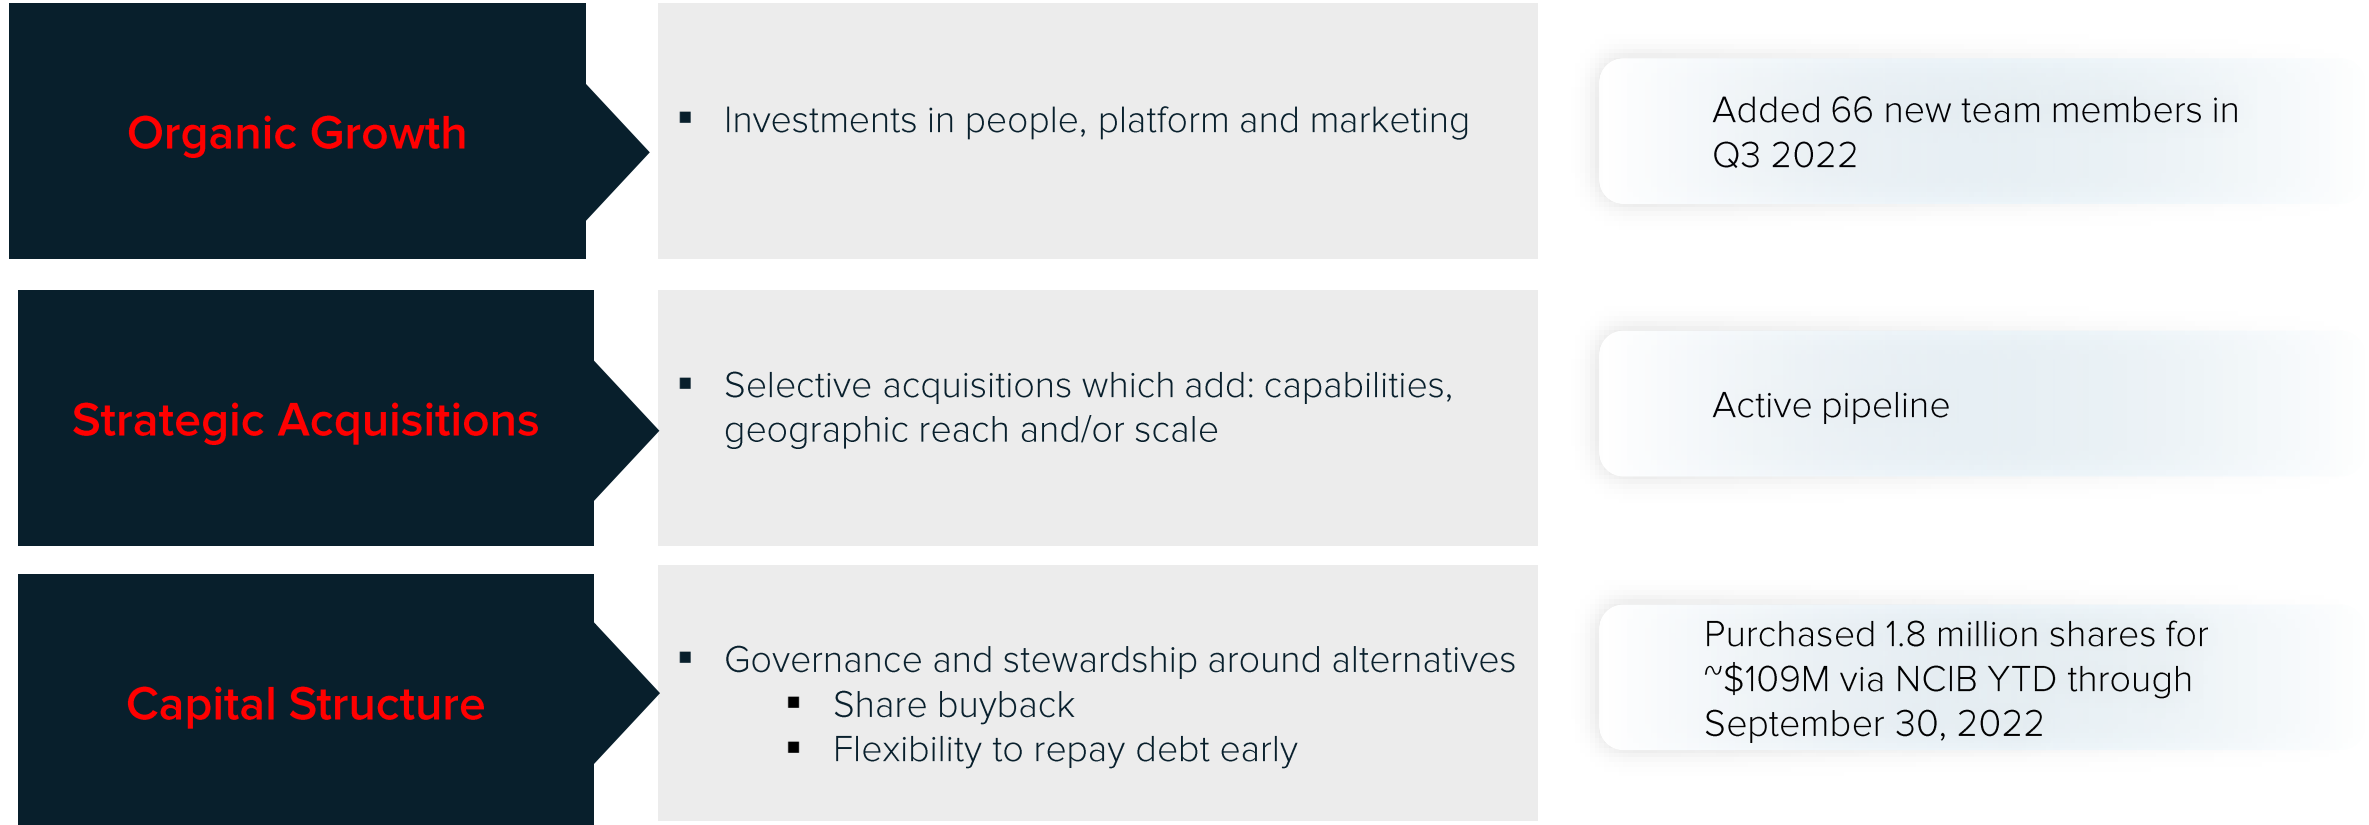 Organic Growth
▪ Investments in people, platform and marketing
Added 66 new team members in
Q3 2022
Strategic Acquisitions
▪ Selective acquisitions which add: capabilities,
geographic reach and/or scale
Active pipeline
Capital Structure
▪ Governance and stewardship around alternatives
▪ Share buyback
▪ Flexibility to repay debt early
Purchased 1.8 million shares for
~$109M via NCIB YTD through
September 30, 2022